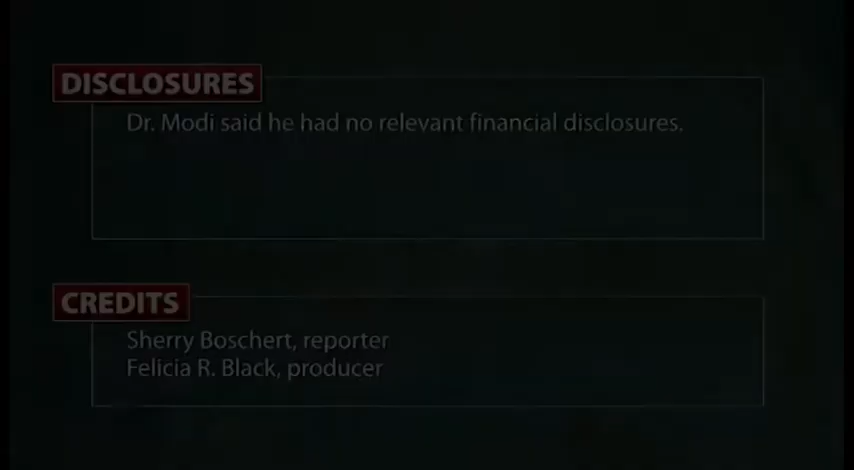 DISCLOSURES
Dr. Modi said he had no relevant financial disclosures.
CREDITS
Sherry Boschert, reporter
Felicia R. Black, producer